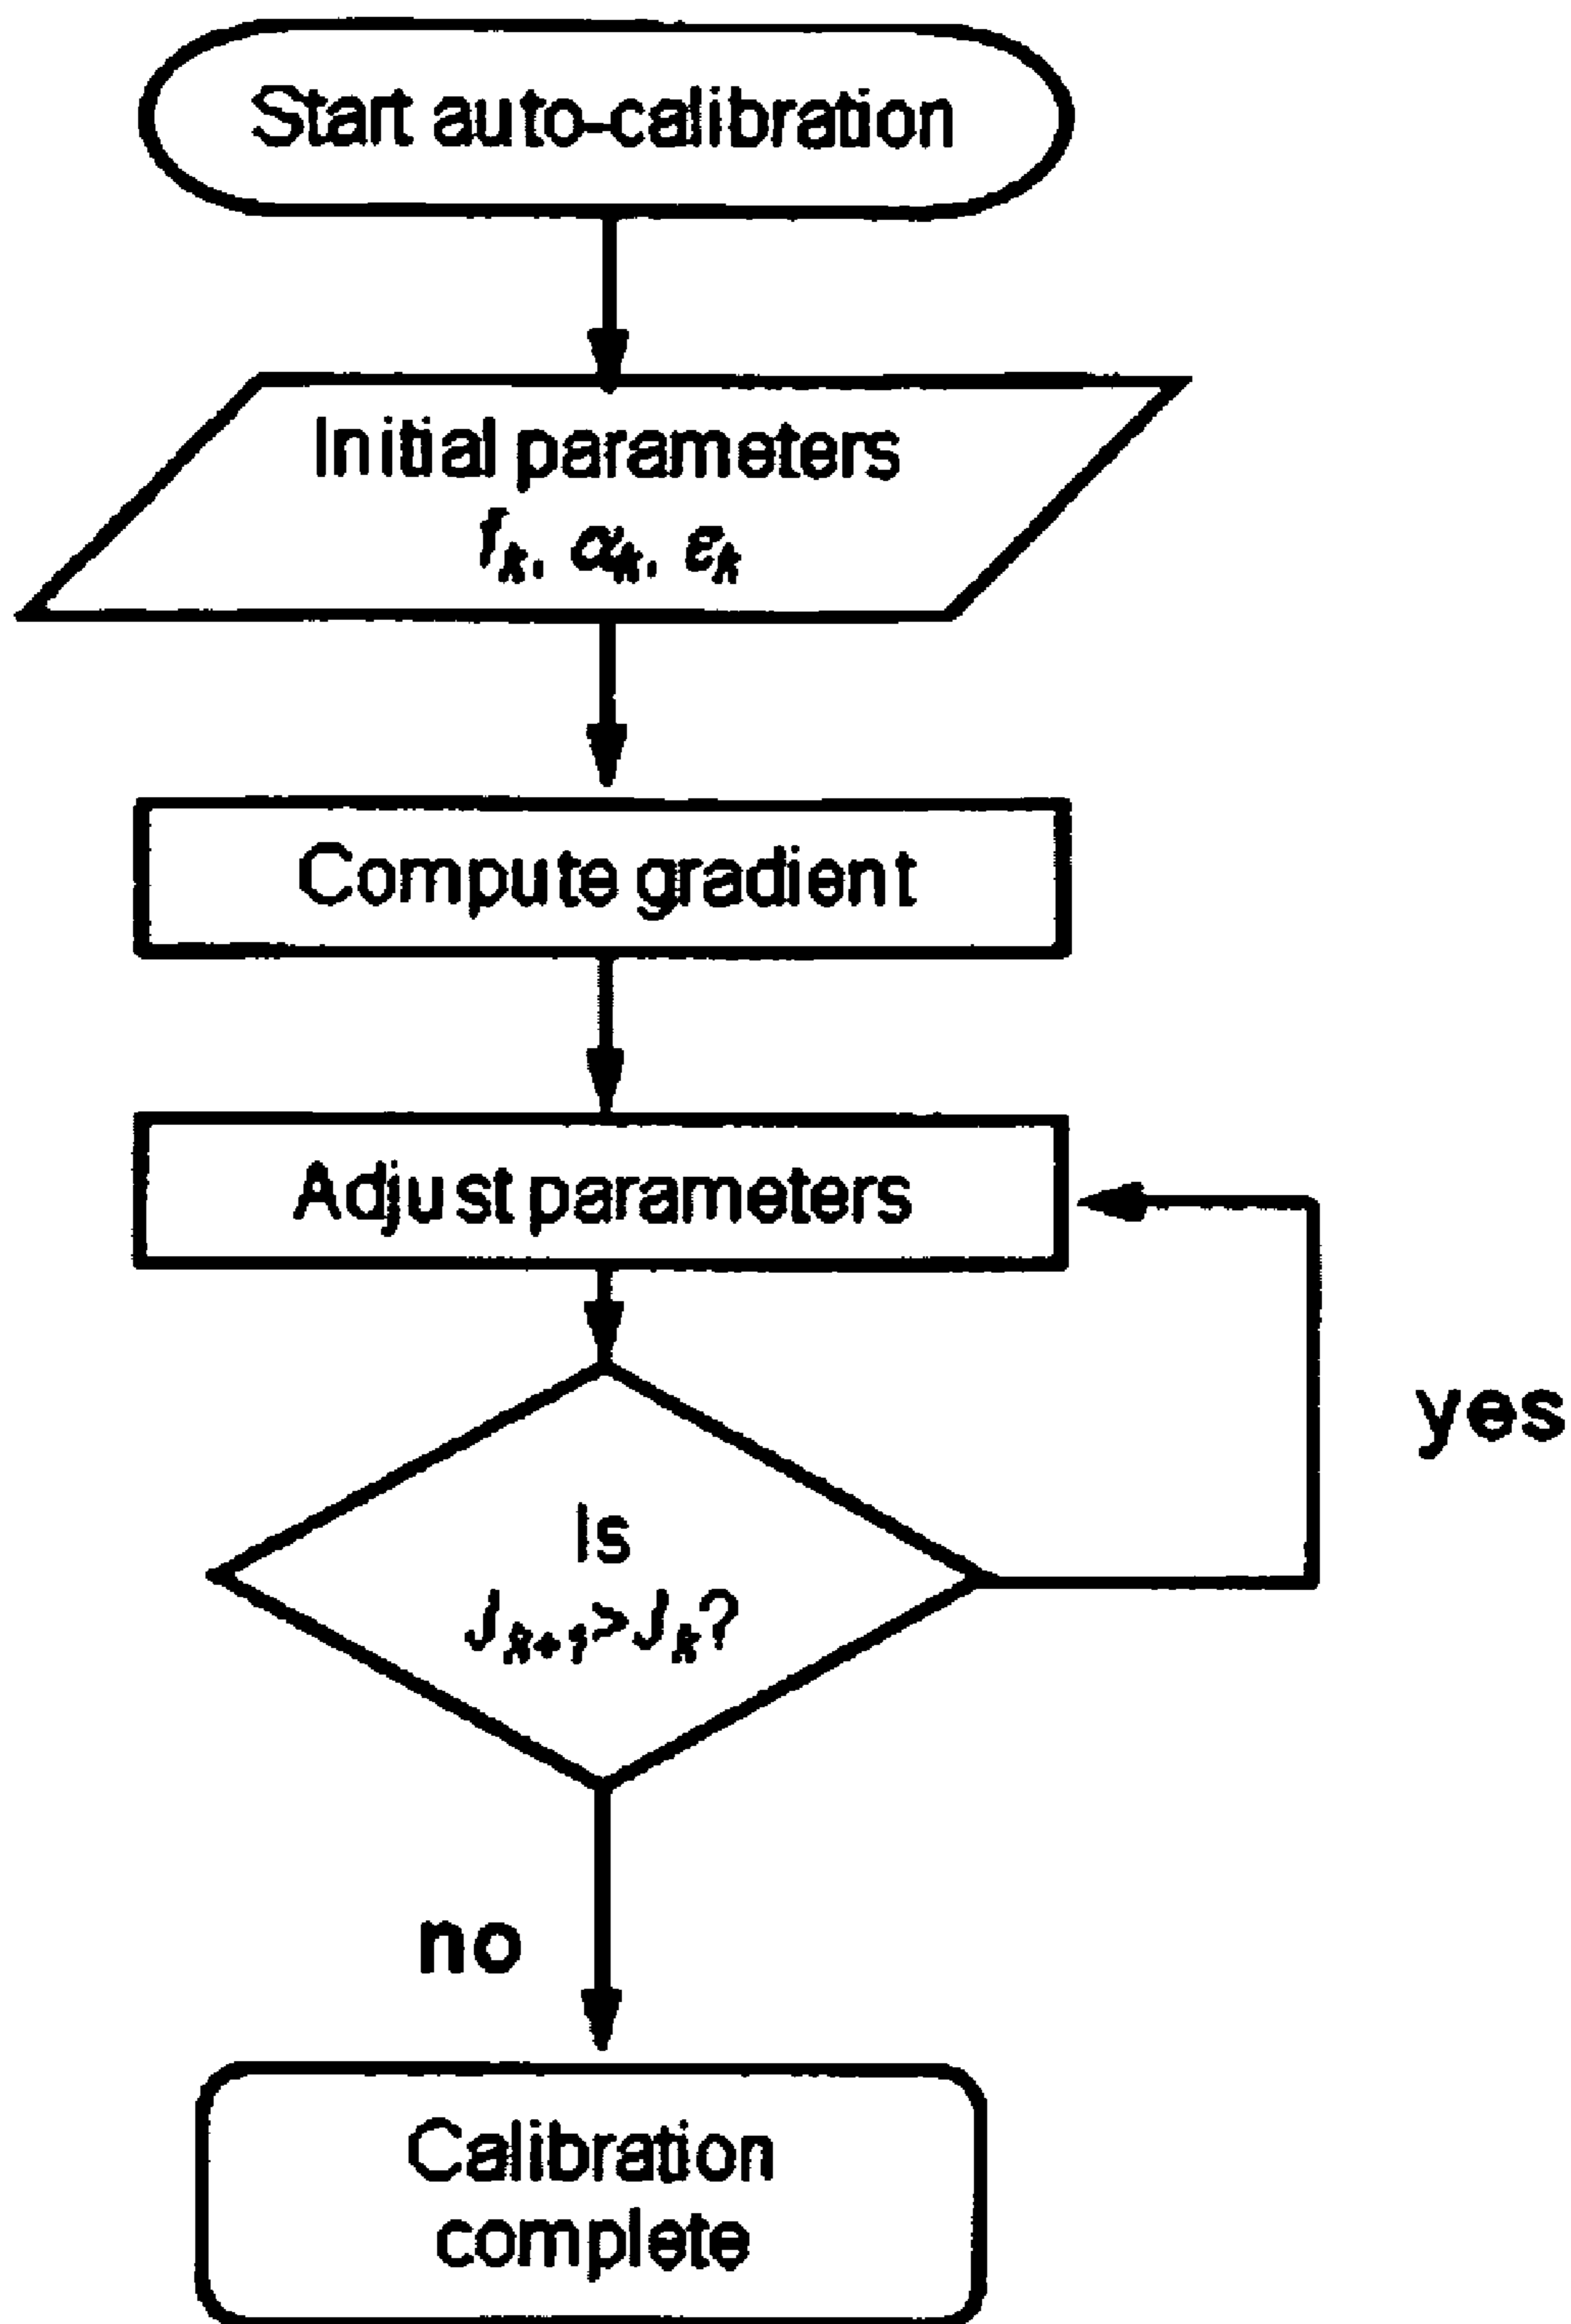 Start auto-calibration
Initial parameters
fₖ, αₖ, εₖ
Compute gradient
Adjust parameters
yes
Is
Jₖ₊₁>Jₖ?
no
Calibration
complete